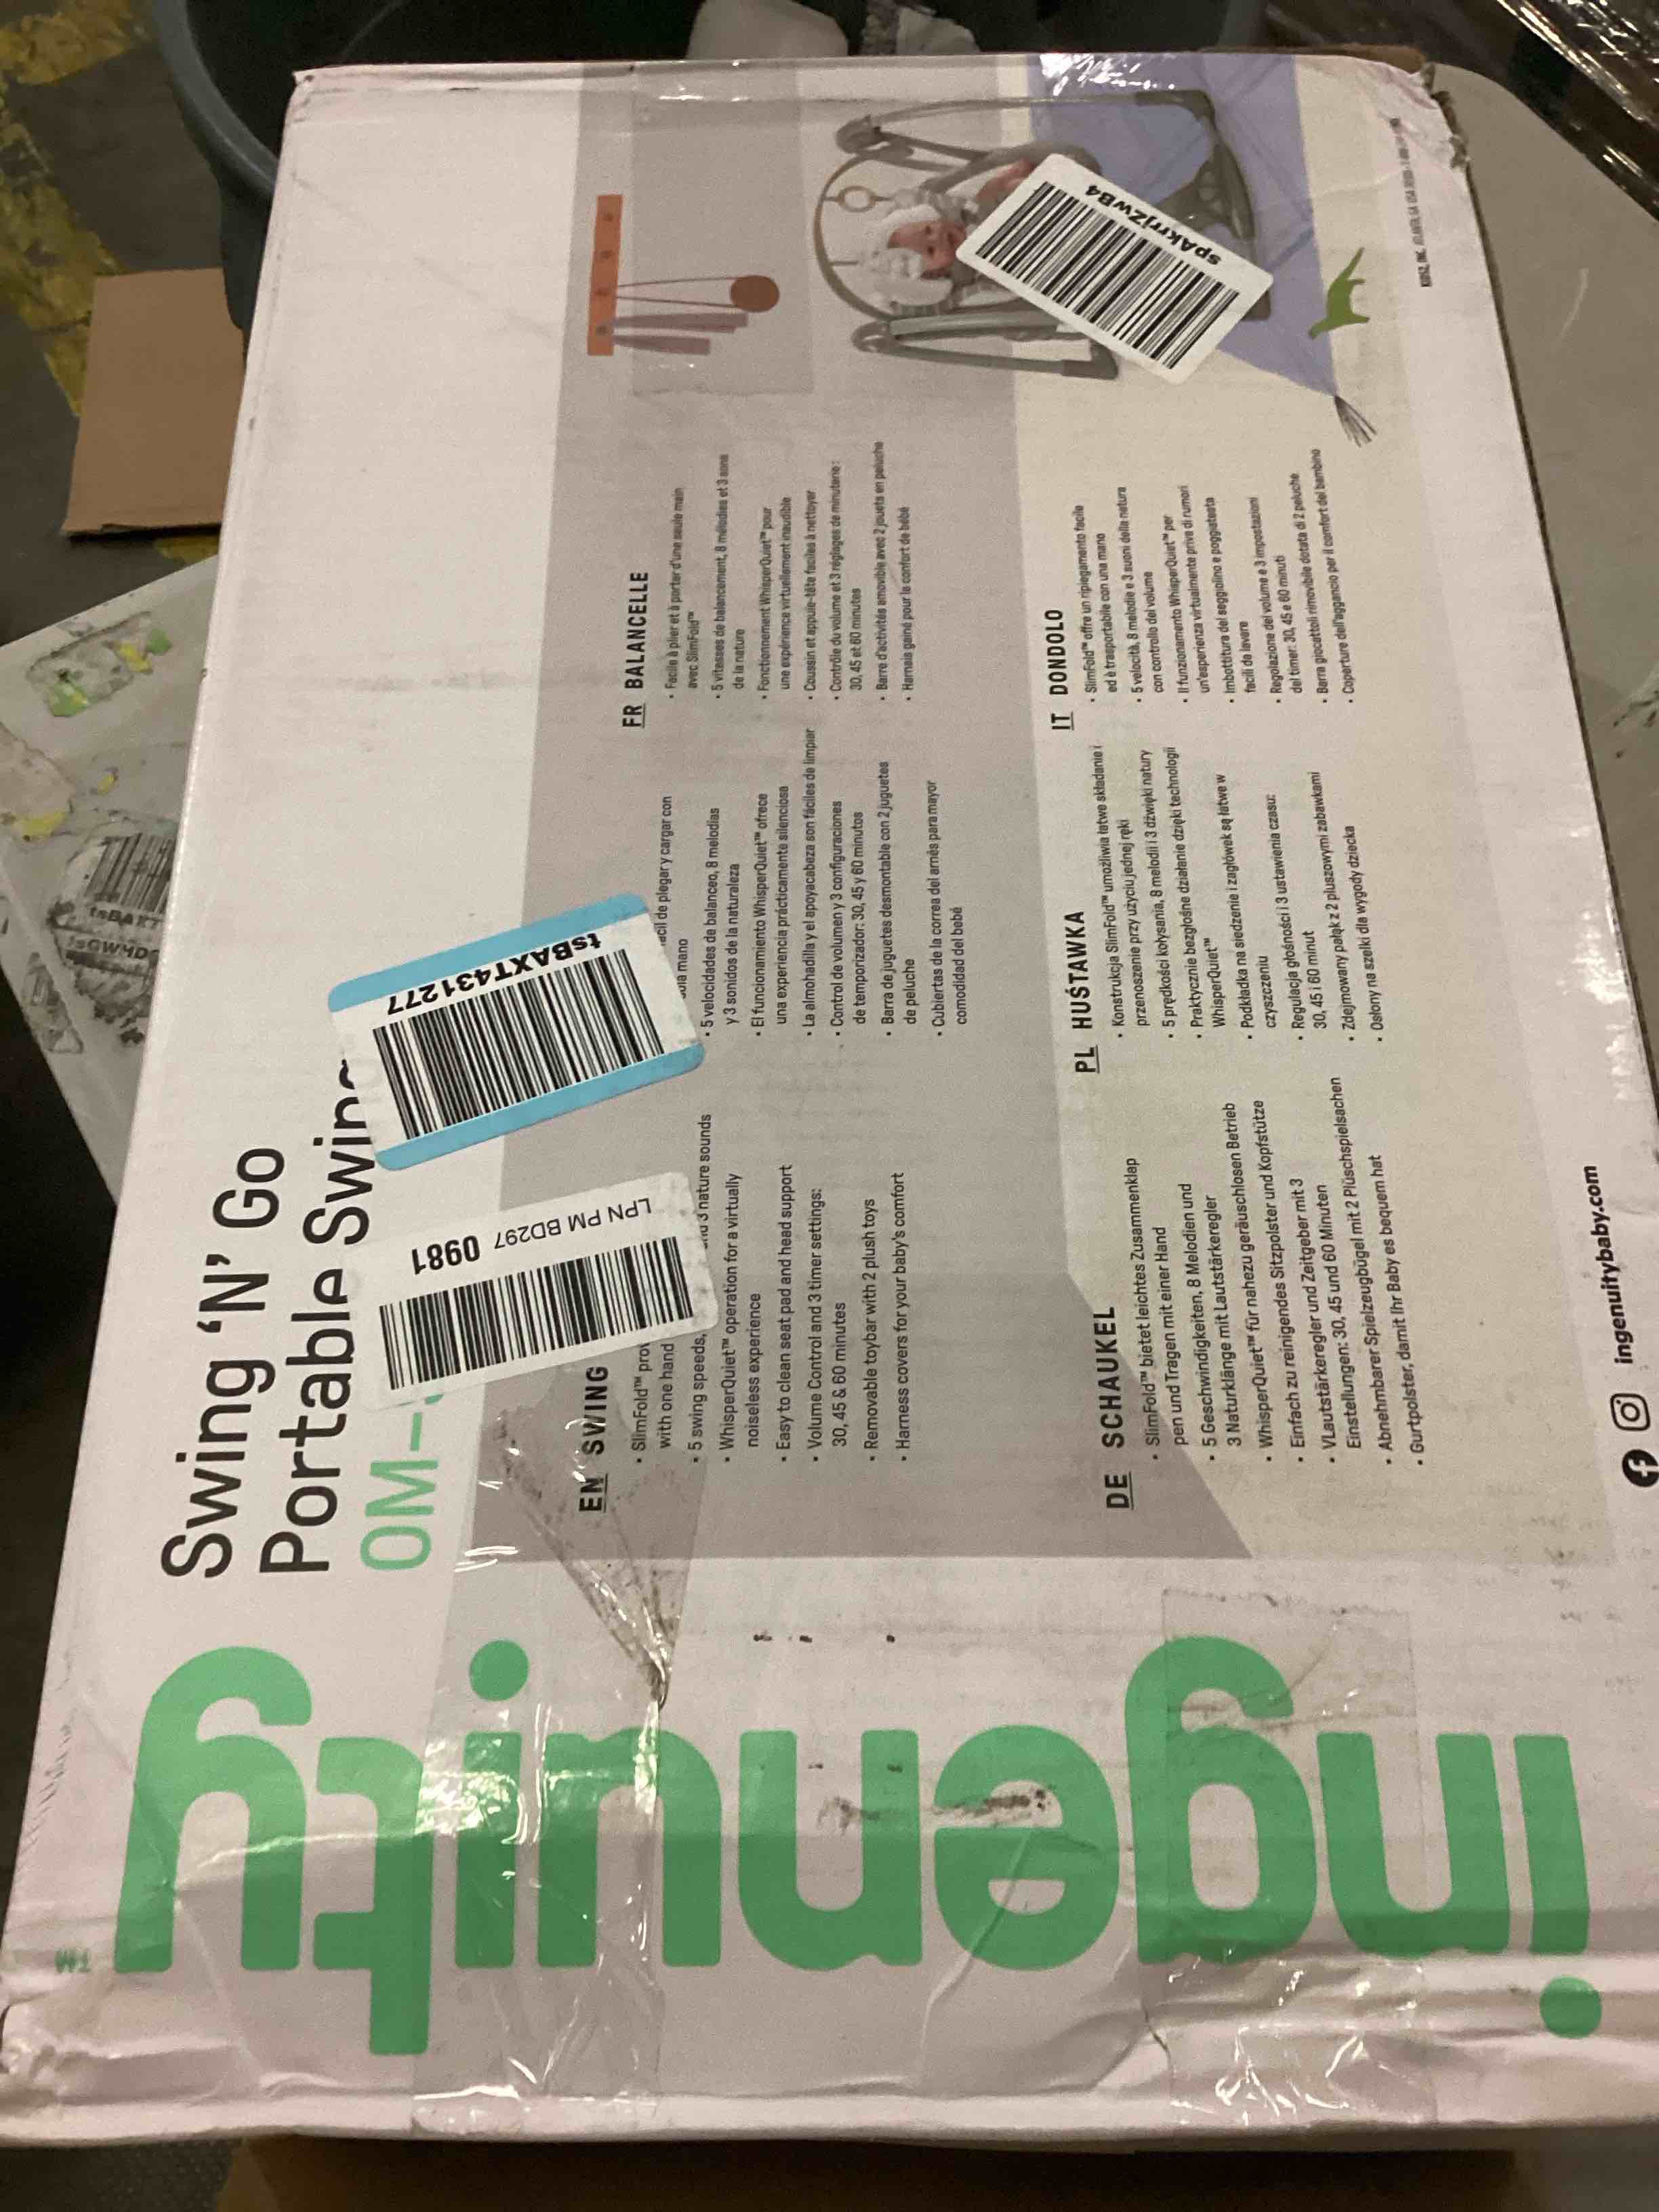 ingenuity
TM
Swing 'N' Go
Portable Swing
0M-
LPN PM BD297 0981
tsBAXT431277
EN SWING
• SlimFold™
with one hand
• 5 swing speeds, 3 nature sounds
• WhisperQuiet™ operation for a virtually
noiseless experience
• Easy to clean seat pad and head support
• Volume Control and 3 timer settings:
30, 45 & 60 minutes
• Removable toybar with 2 plush toys
• Harness covers for your baby's comfort
de plegar y cargar con
mano
• 5 velocidades de balanceo, 8 melodías
y 3 sonidos de la naturaleza
• El funcionamiento WhisperQuiet™ ofrece
una experiencia prácticamente silenciosa
• La almohadilla y el apoyacabeza son fáciles de limpiar
• Control de volumen y 3 configuraciones
de temporizador: 30, 45 y 60 minutos
• Barra de juguetes desmontable con 2 juguetes
de peluche
• Cubiertas de la correa del arnés para mayor
comodidad del bebé
FR BALANCELLE
• Facile à plier et à porter d'une seule main
avec SlimFold™
• 5 vitesses de balancement, 8 mélodies et 3 sons
de la nature
• Fonctionnement WhisperQuiet™ pour
une expérience virtuellement inaudible
• Coussin et appuie-tête faciles à nettoyer
• Contrôle du volume et 3 réglages de minuterie :
30, 45 et 60 minutes
• Barre d'activités amovible avec 2 jouets en peluche
• Harnais gainé pour le confort de bébé
DE SCHAUKEL
• SlimFold™ bietet leichtes Zusammenklap
pen und Tragen mit einer Hand
• 5 Geschwindigkeiten, 8 Melodien und
3 Naturklänge mit Lautstärkeregler
• WhisperQuiet™ für nahezu geräuschlosen Betrieb
• Einfach zu reinigendes Sitzpolster und Kopfstütze
• VLautstärkeregler und Zeitgeber mit 3
Einstellungen: 30, 45 und 60 Minuten
• Abnehmbarer Spielzeugbügel mit 2 Plüschspielsachen
• Gurtpolster, damit Ihr Baby es bequem hat
PL HUŚTAWKA
• Konstrukcja SlimFold™ umożliwia łatwe składanie i
przenoszenie przy użyciu jednej ręki
• 5 prędkości kołysania, 8 melodii i 3 dźwięki natury
• Praktycznie bezgłośne działanie dzięki technologii
WhisperQuiet™
• Podkładka na siedzenie i zagłówek są łatwe w
czyszczeniu
• Regulacja głośności i 3 ustawienia czasu:
30, 45 i 60 minut
• Zdejmowany pałąk z 2 pluszowymi zabawkami
• Osłony na szelki dla wygody dziecka
IT DONDOLO
• SlimFold™ offre un ripiegamento facile
ed è trasportabile con una mano
• 5 velocità, 8 melodie e 3 suoni della natura
con controllo del volume
• Il funzionamento WhisperQuiet™ per
un'esperienza virtualmente priva di rumori
• Imbottitura del seggiolino e poggiatesta
facili da lavare
• Regolazione del volume e 3 impostazioni
del timer: 30, 45 e 60 minuti
• Barra giocattoli rimovibile dotata di 2 peluche
• Coperture dell'aggancio per il comfort del bambino
spAkrrjZwB4
ingenuitybaby.com
KIDS2, INC. ATLANTA, GA USA
tsBAXT
tsGWHD